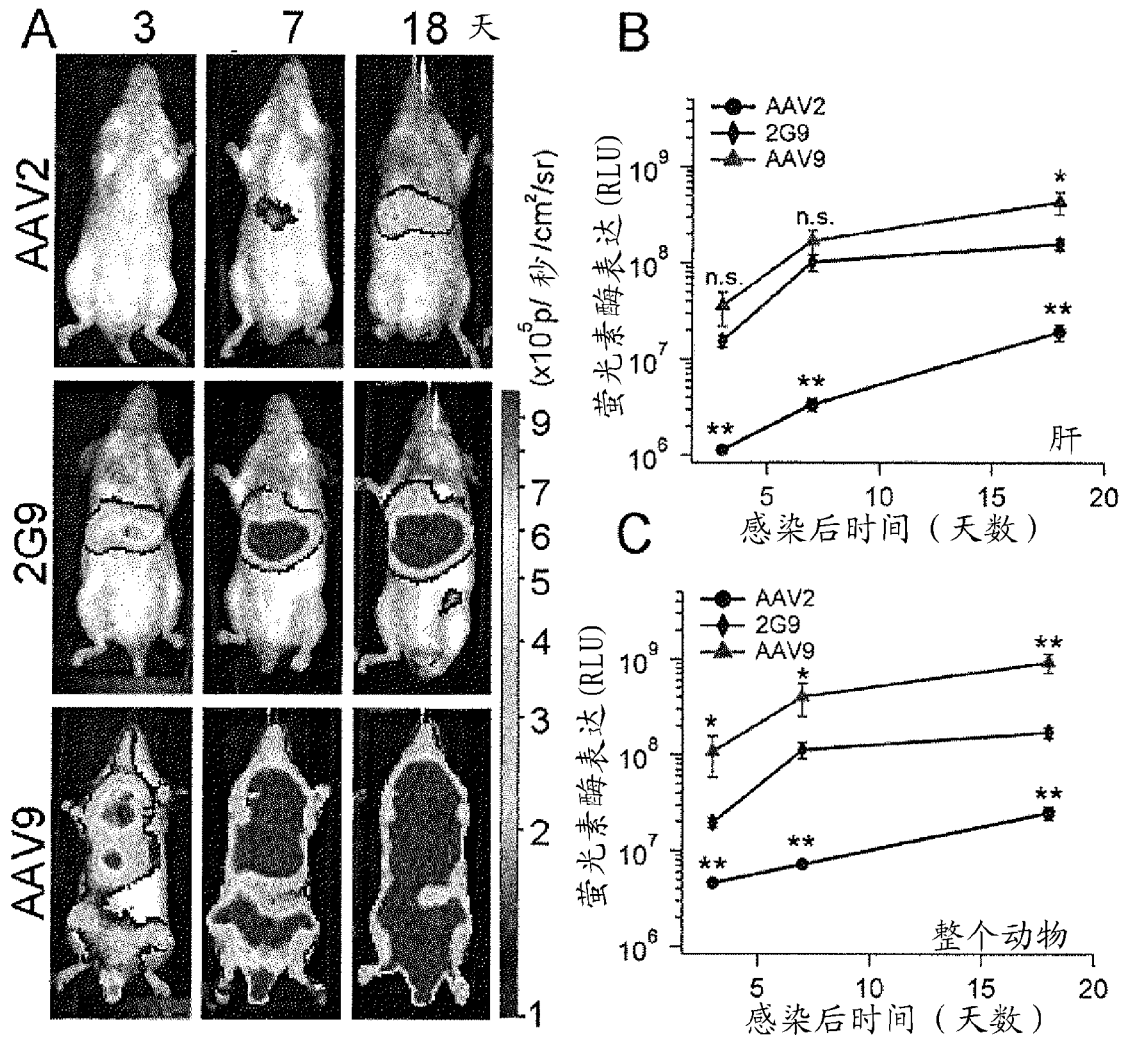 A
3 7 18 天
AAV2
2G9
AAV9
(x10⁵p/秒/cm²/sr)
9
7
6
5
4
3
2
1
B
AAV2
2G9
AAV9
萤光素酶表达(RLU)
10⁹
10⁸
10⁷
10⁶
n.s.
n.s.
*
**
**
**
肝
5 10 15 20
感染后时间（天数）
C
AAV2
2G9
AAV9
萤光素酶表达(RLU)
10⁹
10⁸
10⁷
10⁶
*
*
**
**
**
**
整个动物
5 10 15 20
感染后时间（天数）